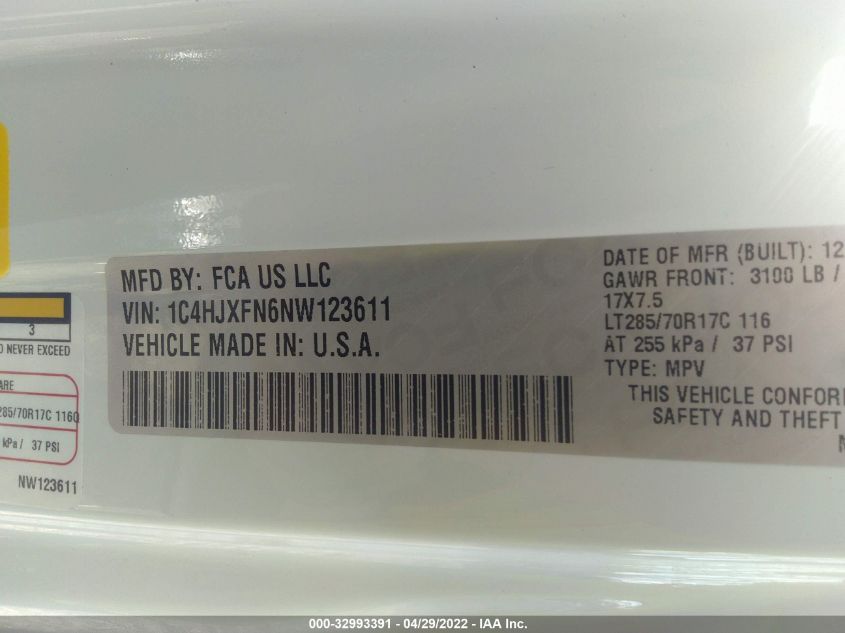 MFD BY: FCA US LLC
VIN: 1C4HJXFN6NW123611
VEHICLE MADE IN: U.S.A.
DATE OF MFR (BUILT): 12
GAWR FRONT: 3100 LB /
17X7.5
LT285/70R17C 116
AT 255 kPa / 37 PSI
TYPE: MPV
THIS VEHICLE CONFOR
SAFETY AND THEFT
3
NEVER EXCEED
ARE
285/70R17C 116Q
kPa / 37 PSI
NW123611
000-32993391 - 04/29/2022 - IAA Inc.